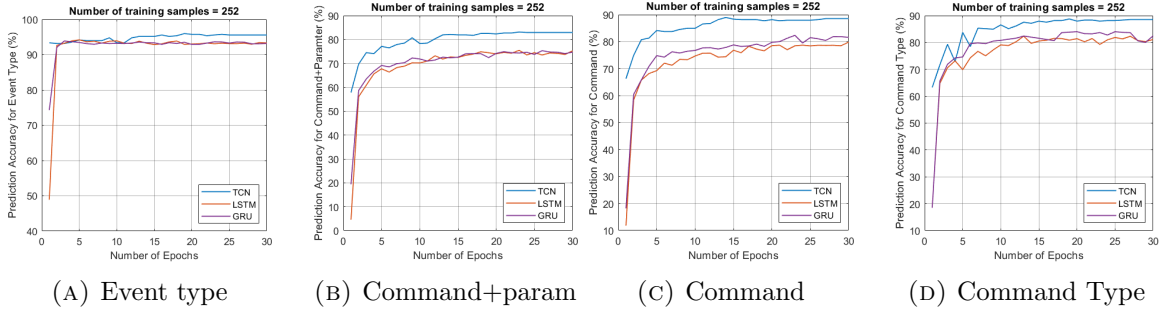 Number of training samples = 252
Prediction Accuracy for Event Type (%)
100
90
80
70
60
50
40
0 5 10 15 20 25 30
Number of Epochs
TCN
LSTM
GRU
(A) Event type
Number of training samples = 252
Prediction Accuracy for Command+Paramter (%)
90
80
70
60
50
40
30
20
10
0
0 5 10 15 20 25 30
Number of Epochs
TCN
LSTM
GRU
(B) Command+param
Number of training samples = 252
Prediction Accuracy for Command (%)
90
80
70
60
50
40
30
20
10
0 5 10 15 20 25 30
Number of Epochs
TCN
LSTM
GRU
(C) Command
Number of training samples = 252
Prediction Accuracy for Command Type (%)
90
80
70
60
50
40
30
20
10
0 5 10 15 20 25 30
Number of Epochs
TCN
LSTM
GRU
(D) Command Type